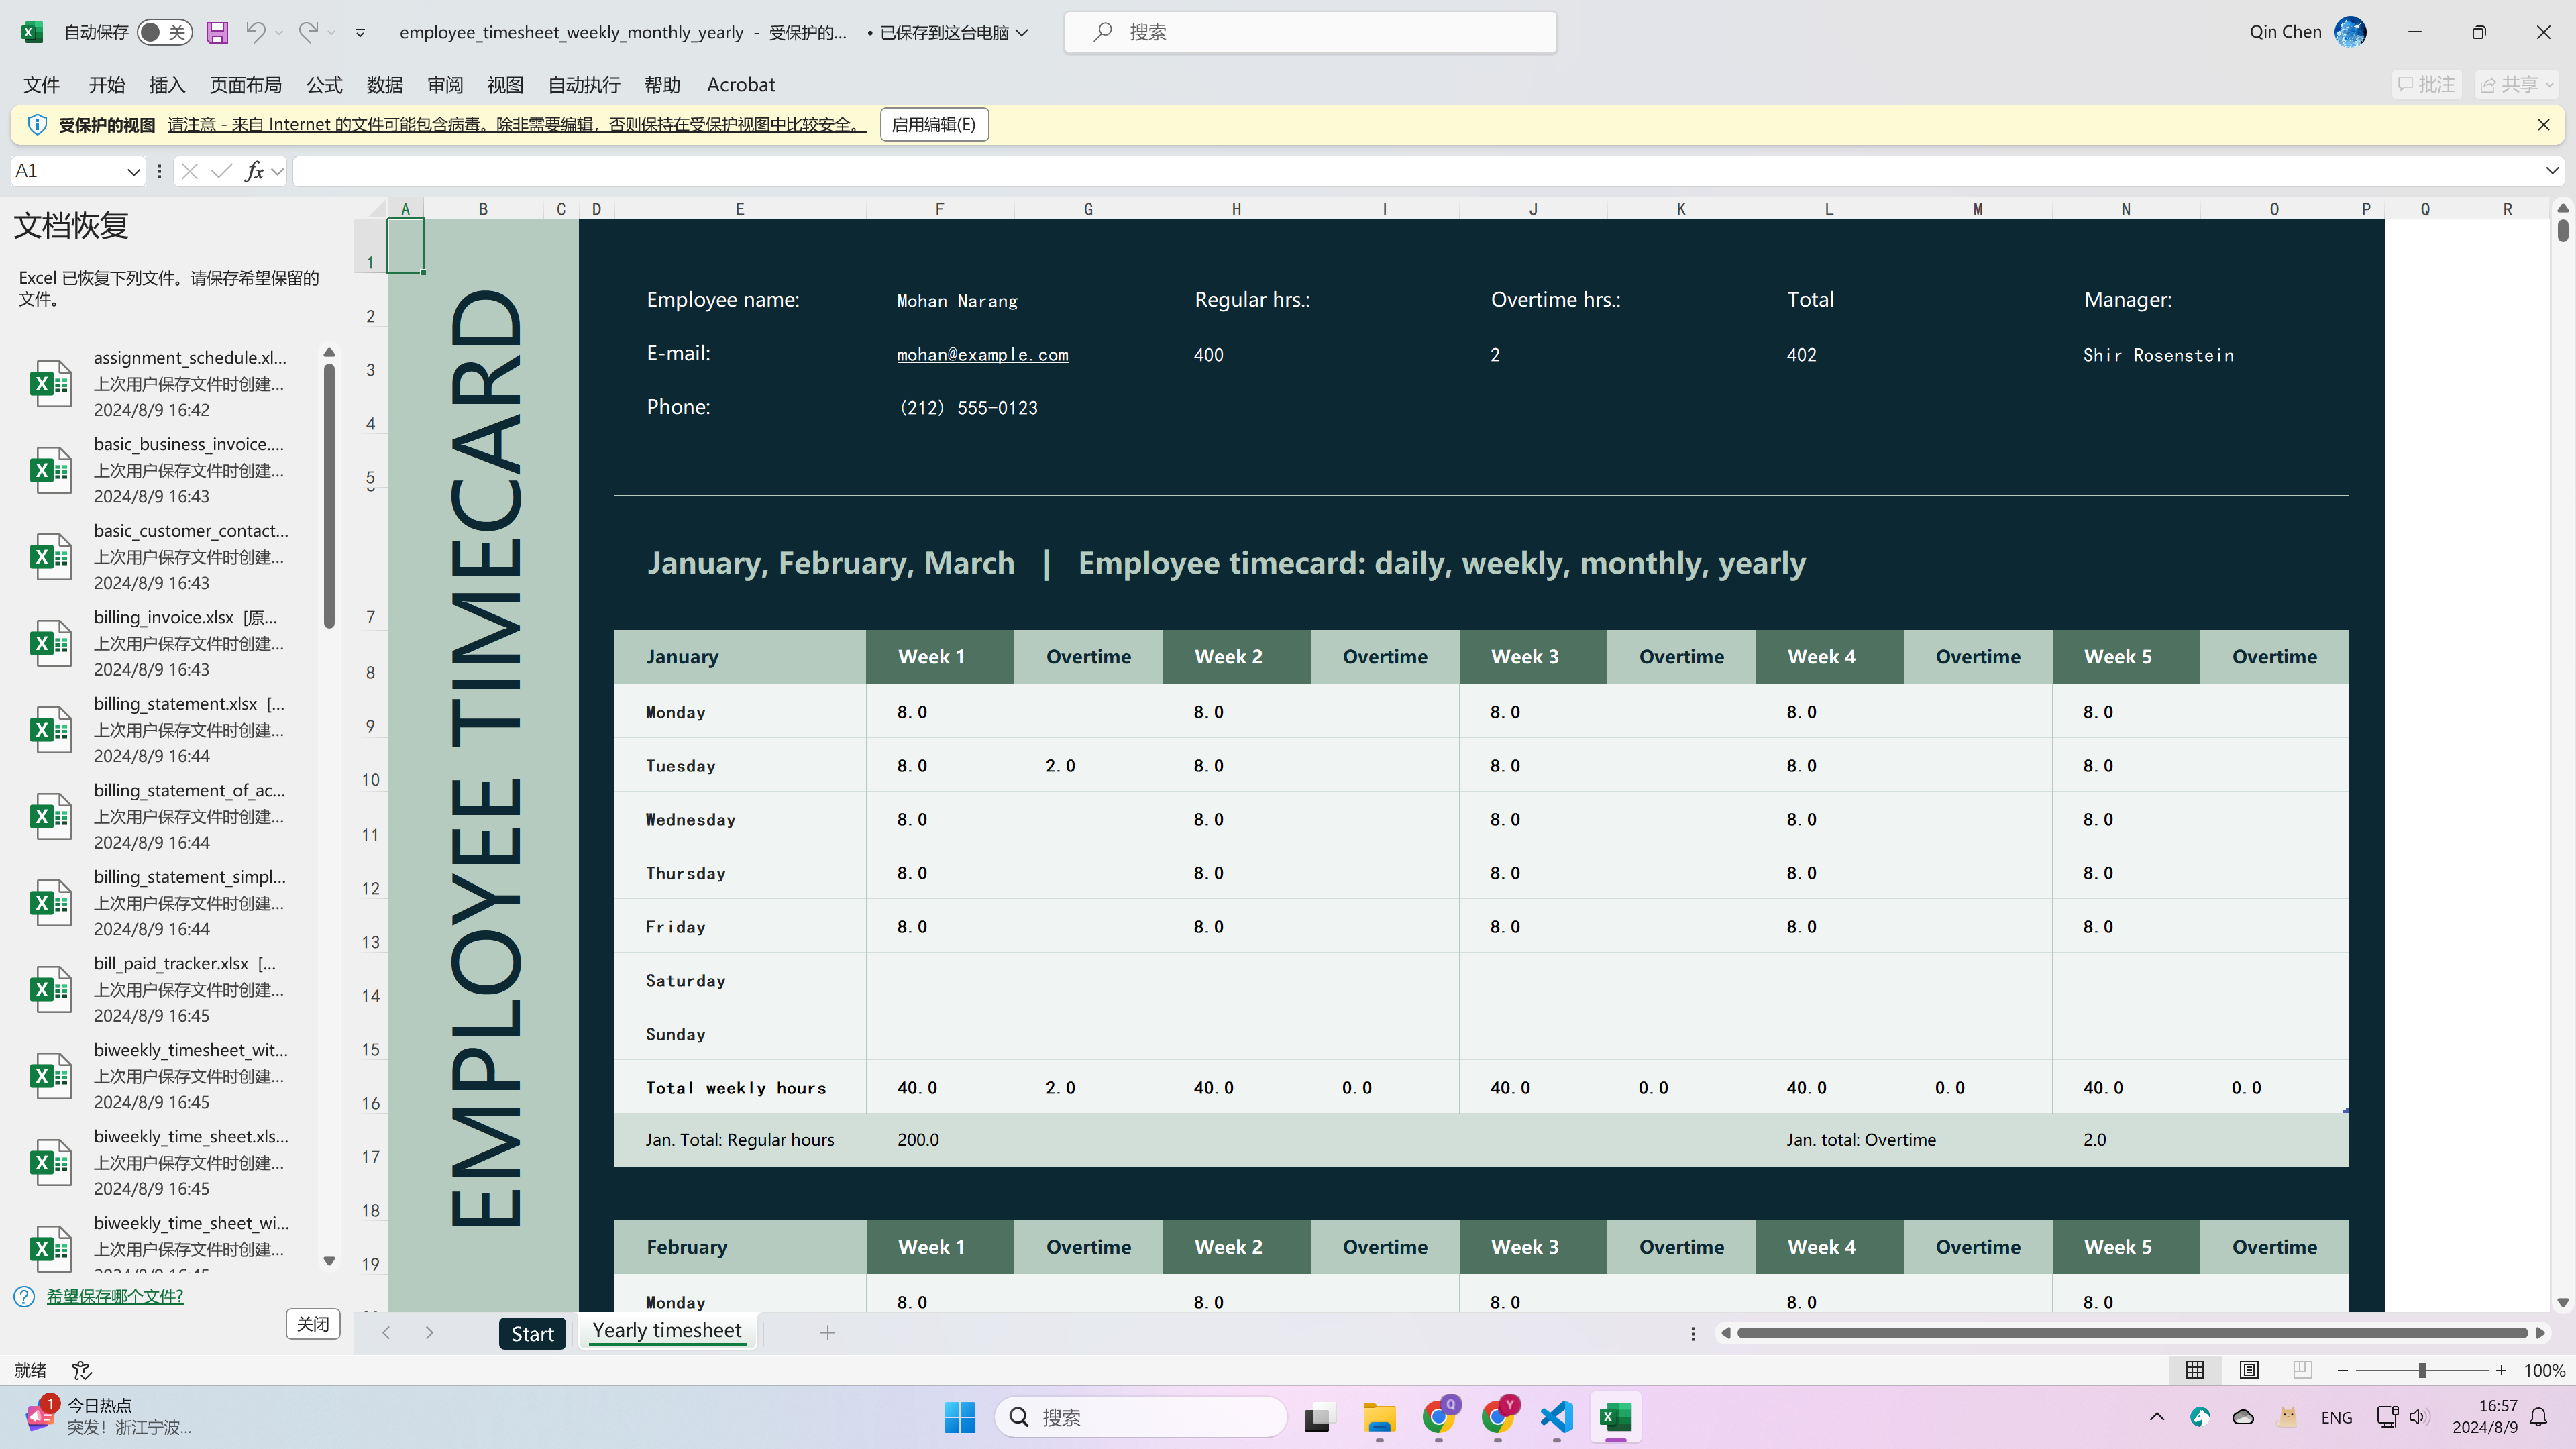 自动保存 关 employee_timesheet_weekly_monthly_yearly - 受保护的... • 已保存到这台电脑 搜索 Qin Chen
文件 开始 插入 页面布局 公式 数据 审阅 视图 自动执行 帮助 Acrobat 批注 共享
受保护的视图 请注意 - 来自 Internet 的文件可能包含病毒。除非需要编辑，否则保持在受保护视图中比较安全。 启用编辑(E)
A1 fx
文档恢复
Excel 已恢复下列文件。请保存希望保留的
文件。
assignment_schedule.xl...
上次用户保存文件时创建...
2024/8/9 16:42
basic_business_invoice....
上次用户保存文件时创建...
2024/8/9 16:43
basic_customer_contact...
上次用户保存文件时创建...
2024/8/9 16:43
billing_invoice.xlsx [原...
上次用户保存文件时创建...
2024/8/9 16:43
billing_statement.xlsx [...
上次用户保存文件时创建...
2024/8/9 16:44
billing_statement_of_ac...
上次用户保存文件时创建...
2024/8/9 16:44
billing_statement_simpl...
上次用户保存文件时创建...
2024/8/9 16:44
bill_paid_tracker.xlsx [...
上次用户保存文件时创建...
2024/8/9 16:45
biweekly_timesheet_wit...
上次用户保存文件时创建...
2024/8/9 16:45
biweekly_time_sheet.xls...
上次用户保存文件时创建...
2024/8/9 16:45
biweekly_time_sheet_wi...
上次用户保存文件时创建...
希望保存哪个文件?
关闭
A B C D E F G H I J K L M N O P Q R
1
2
3
4
5
7
8
9
10
11
12
13
14
15
16
17
18
19
EMPLOYEE TIMECARD
Employee name: Mohan Narang Regular hrs.: Overtime hrs.: Total Manager:
E-mail: mohan@example.com 400 2 402 Shir Rosenstein
Phone: (212) 555-0123
January, February, March | Employee timecard: daily, weekly, monthly, yearly
January Week 1 Overtime Week 2 Overtime Week 3 Overtime Week 4 Overtime Week 5 Overtime
Monday 8.0 8.0 8.0 8.0 8.0
Tuesday 8.0 2.0 8.0 8.0 8.0 8.0
Wednesday 8.0 8.0 8.0 8.0 8.0
Thursday 8.0 8.0 8.0 8.0 8.0
Friday 8.0 8.0 8.0 8.0 8.0
Saturday
Sunday
Total weekly hours 40.0 2.0 40.0 0.0 40.0 0.0 40.0 0.0 40.0 0.0
Jan. Total: Regular hours 200.0 Jan. total: Overtime 2.0
February Week 1 Overtime Week 2 Overtime Week 3 Overtime Week 4 Overtime Week 5 Overtime
Monday 8.0 8.0 8.0 8.0 8.0
Start Yearly timesheet
就绪 100%
1 今日热点
突发！浙江宁波...
搜索
Q Y
ENG
16:57
2024/8/9